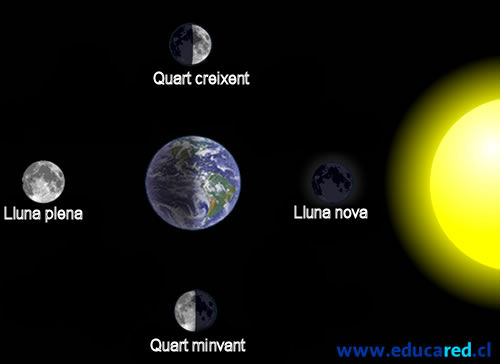 Quart creixent
Lluna plena
Lluna nova
Quart minvant
www.educared.cl